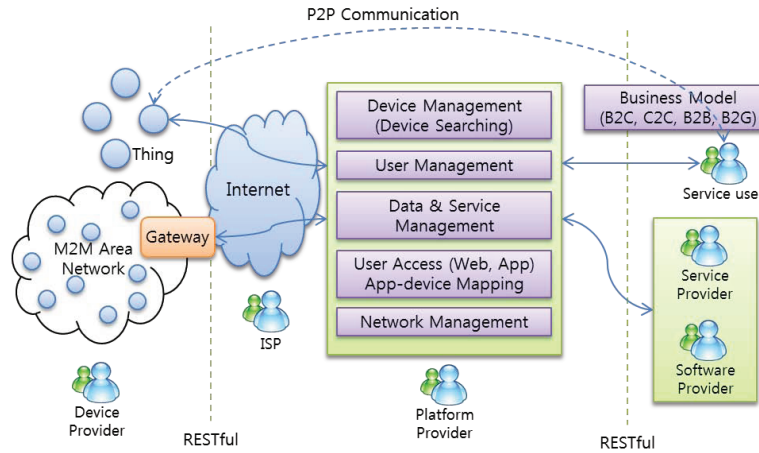 P2P Communication
Device Management
(Device Searching)
User Management
Data & Service
Management
User Access (Web, App)
App-device Mapping
Network Management
Business Model
(B2C, C2C, B2B, B2G)
Service use
Thing
Internet
Gateway
M2M Area
Network
Service
Provider
Software
Provider
ISP
Device
Provider
Platform
Provider
RESTful
RESTful